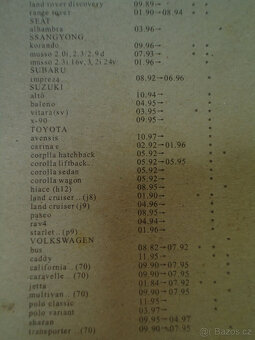 land rover discovery 09.89→ * *
range rover 01.90→08.94 * *
SEAT
alhambra 03.96→ *
SSANGYONG
korando 09.96→ * *
musso 2.0i,2.3/2.9d 07.93→ * * *
musso 2.3i 16v,3,2i 24v 01.96→ * *
SUBARU
impreza 08.92→06.96 *
SUZUKI
alto 10.94→ *
baleno 04.95→ *
vitara(sv) 03.95→ * *
x-90 09.95→ *
TOYOTA
avensis 10.97→ *
carina e 02.92→01.96 *
corplla hatchback 05.92→05.95 *
corolla liftback.. 05.92→05.95 *
corolla sedan 05.92→ *
corolla wagon 05.92→ *
hiace (h12) 08.95→ *
land cruiser..(j8) 01.90→ * *
land cruiser (j9) 04.96→ * *
paseo 08.95→ *
rav4 04.94→ *
starlet ..(p9) 01.96→ *
VOLKSWAGEN
bus 08.82→07.92 *
caddy 11.95→ *
california ..(70) 09.90→07.95 * *
caravelle ..(70) 09.90→07.95 * *
jetta 01.84→07.92 *
multivan ..(70) 09.90→07.95 *
polo classic 11.95→ *
polo variant 03.97→ *
sharan 09.95→04.97 *
transporter ..(70) 09.90→07.95
bazos.cz